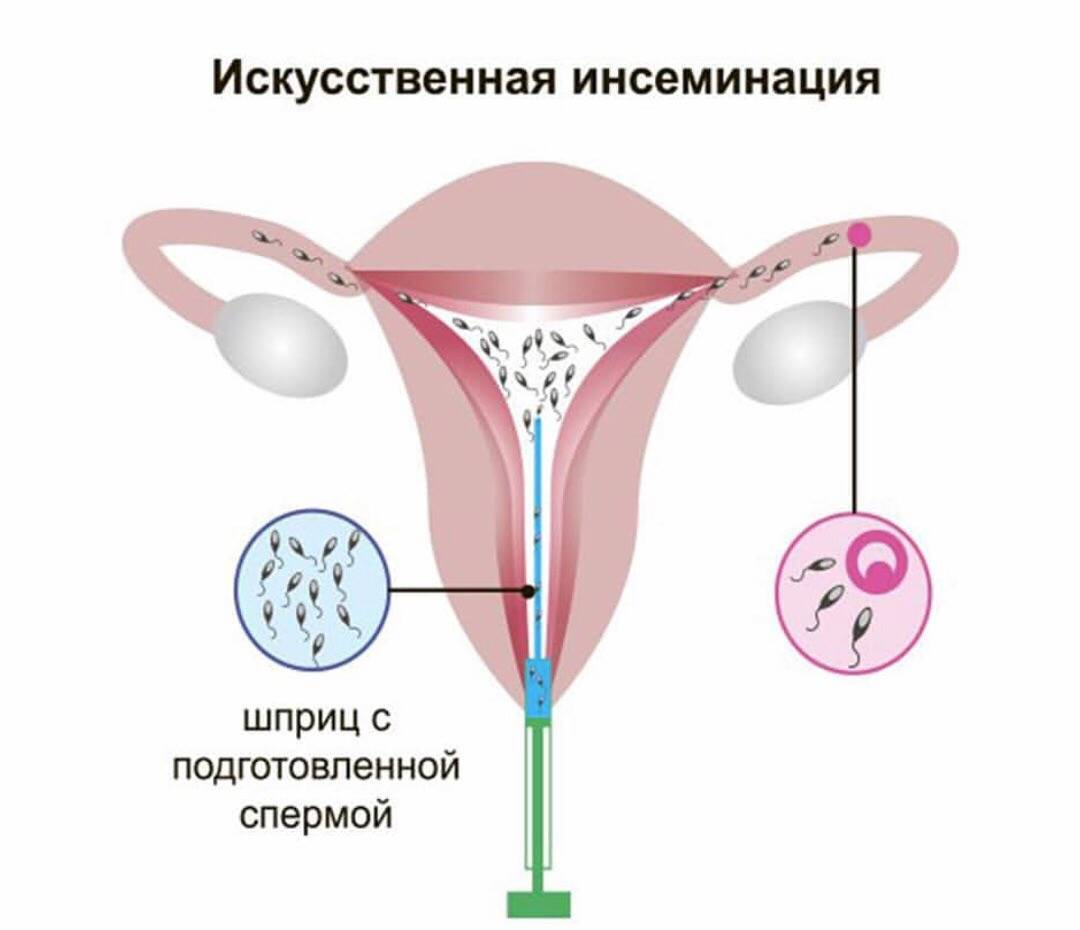 Искусственная инсеминация
шприц с
подготовленной
спермой